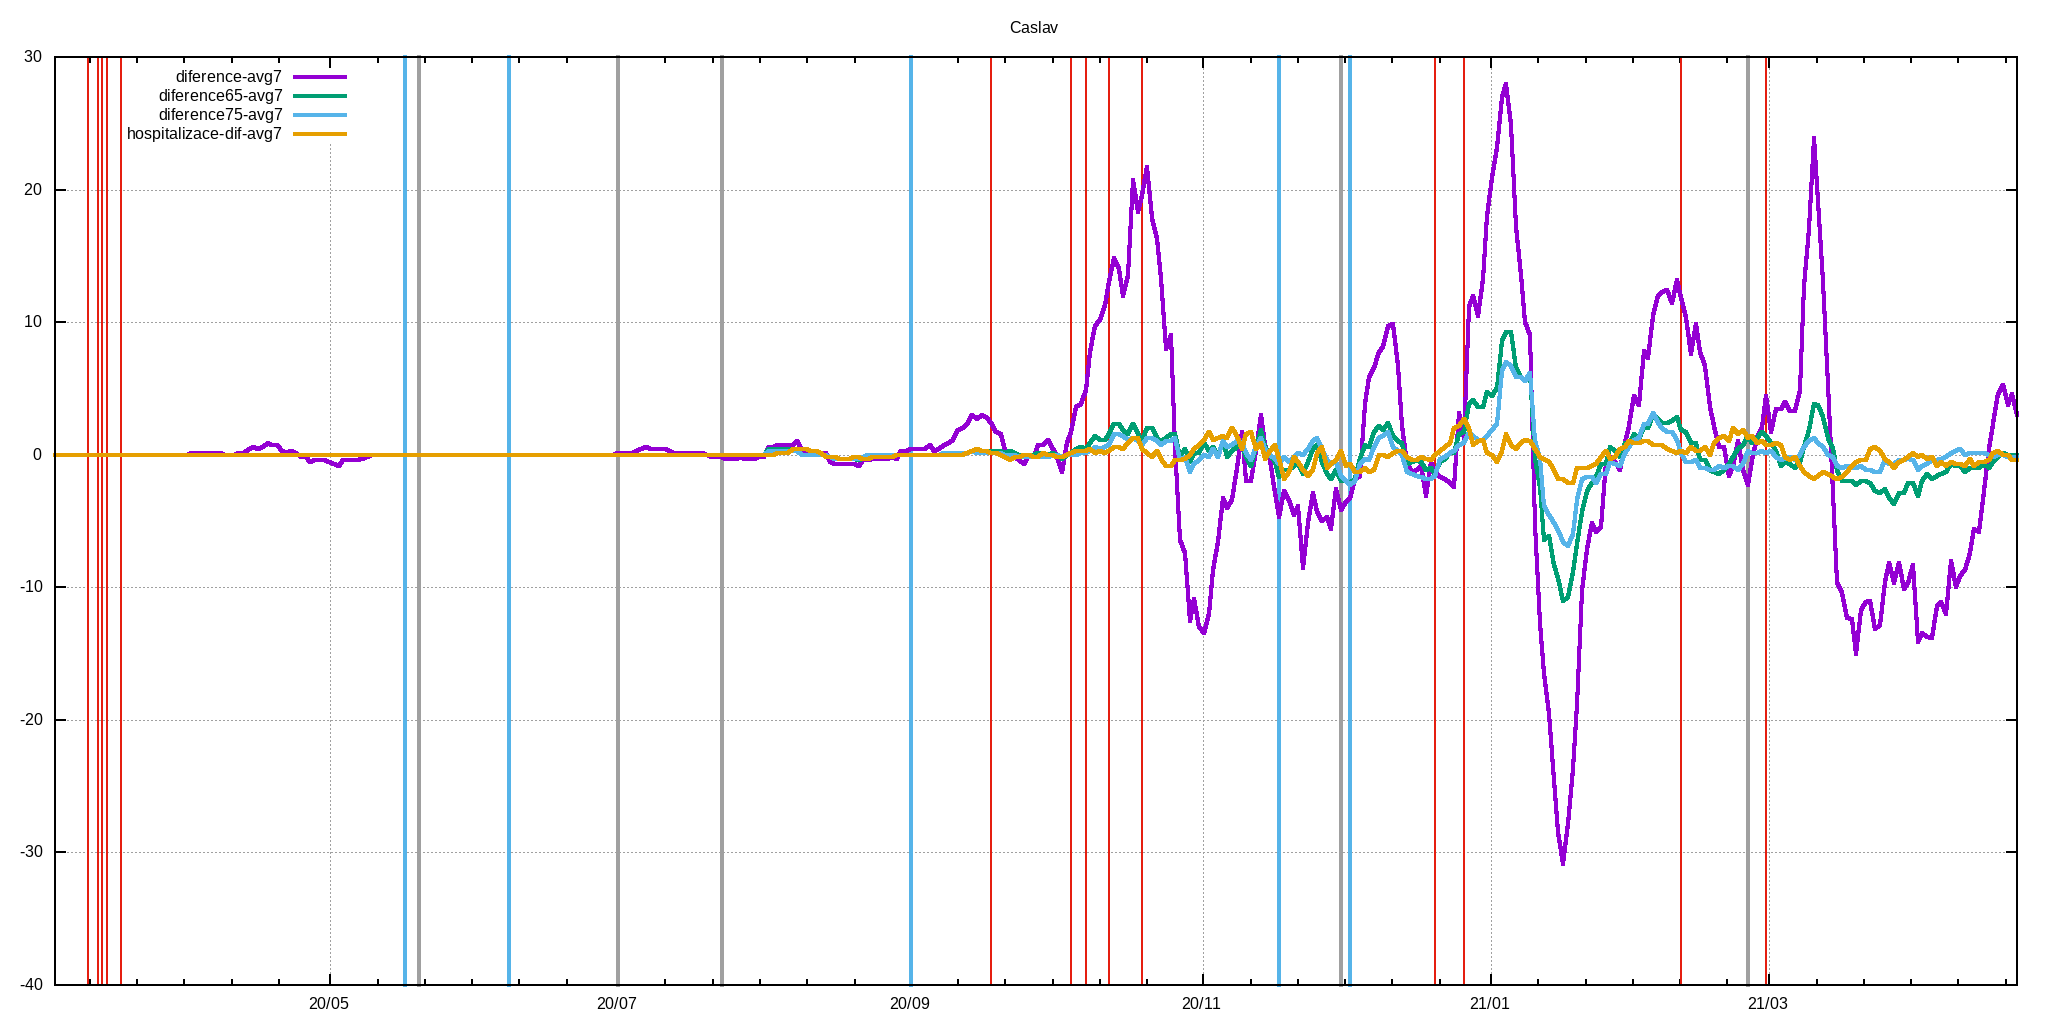 Caslav
30
diference-avg7
diference65-avg7
diference75-avg7
hospitalizace-dif-avg7
20
10
0
-10
-20
-30
-40
20/05 20/07 20/09 20/11 21/01 21/03